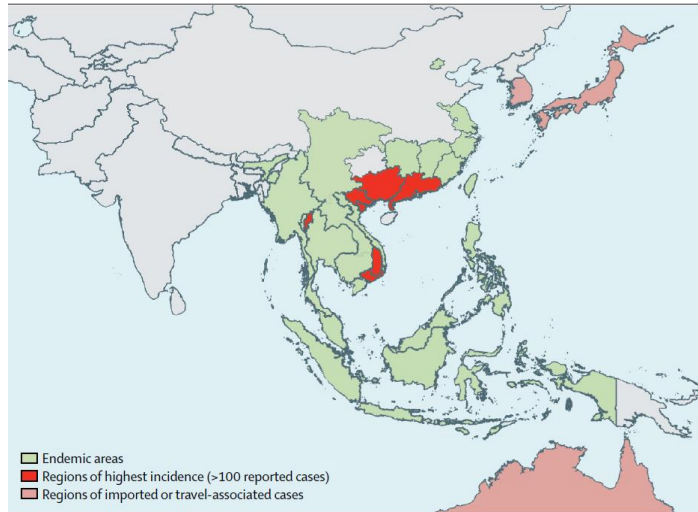 Endemic areas
Regions of highest incidence (>100 reported cases)
Regions of imported or travel-associated cases